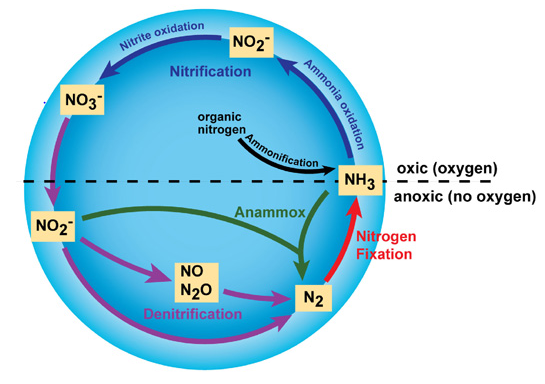 Nitrite oxidation
NO₂⁻
Nitrification
Ammonia oxidation
NO₃⁻
organic
nitrogen
Ammonification
NH₃
oxic (oxygen)
anoxic (no oxygen)
NO₂⁻
Anammox
Nitrogen
Fixation
NO
N₂O
N₂
Denitrification